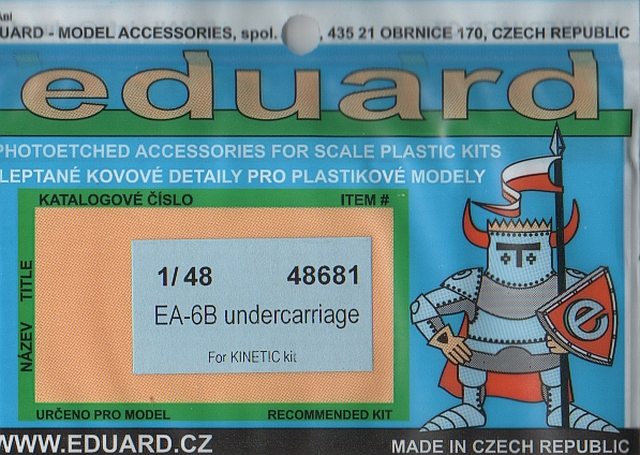 UARD - MODEL ACCESSORIES, spol. , 435 21 OBRNICE 170, CZECH REPUBLIC
eduard
PHOTOETCHED ACCESSORIES FOR SCALE PLASTIC KITS
LEPTANÉ KOVOVÉ DETAILY PRO PLASTIKOVÉ MODELY
KATALOGOVÉ ČÍSLO ITEM #
NÁZEV TITLE
1/48 48681
EA-6B undercarriage
For KINETIC kit
e
URČENO PRO MODEL RECOMMENDED KIT
WWW.EDUARD.CZ MADE IN CZECH REPUBLIC